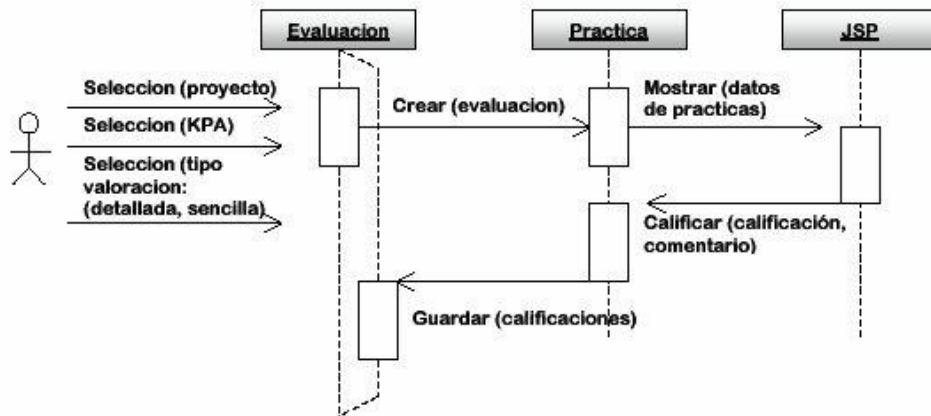 Evaluacion
Practica
JSP
Seleccion (proyecto)
Crear (evaluacion)
Mostrar (datos
de practicas)
Seleccion (KPA)
Seleccion (tipo
valoracion:
(detallada, sencilla)
Calificar (calificación,
comentario)
Guardar (calificaciones)